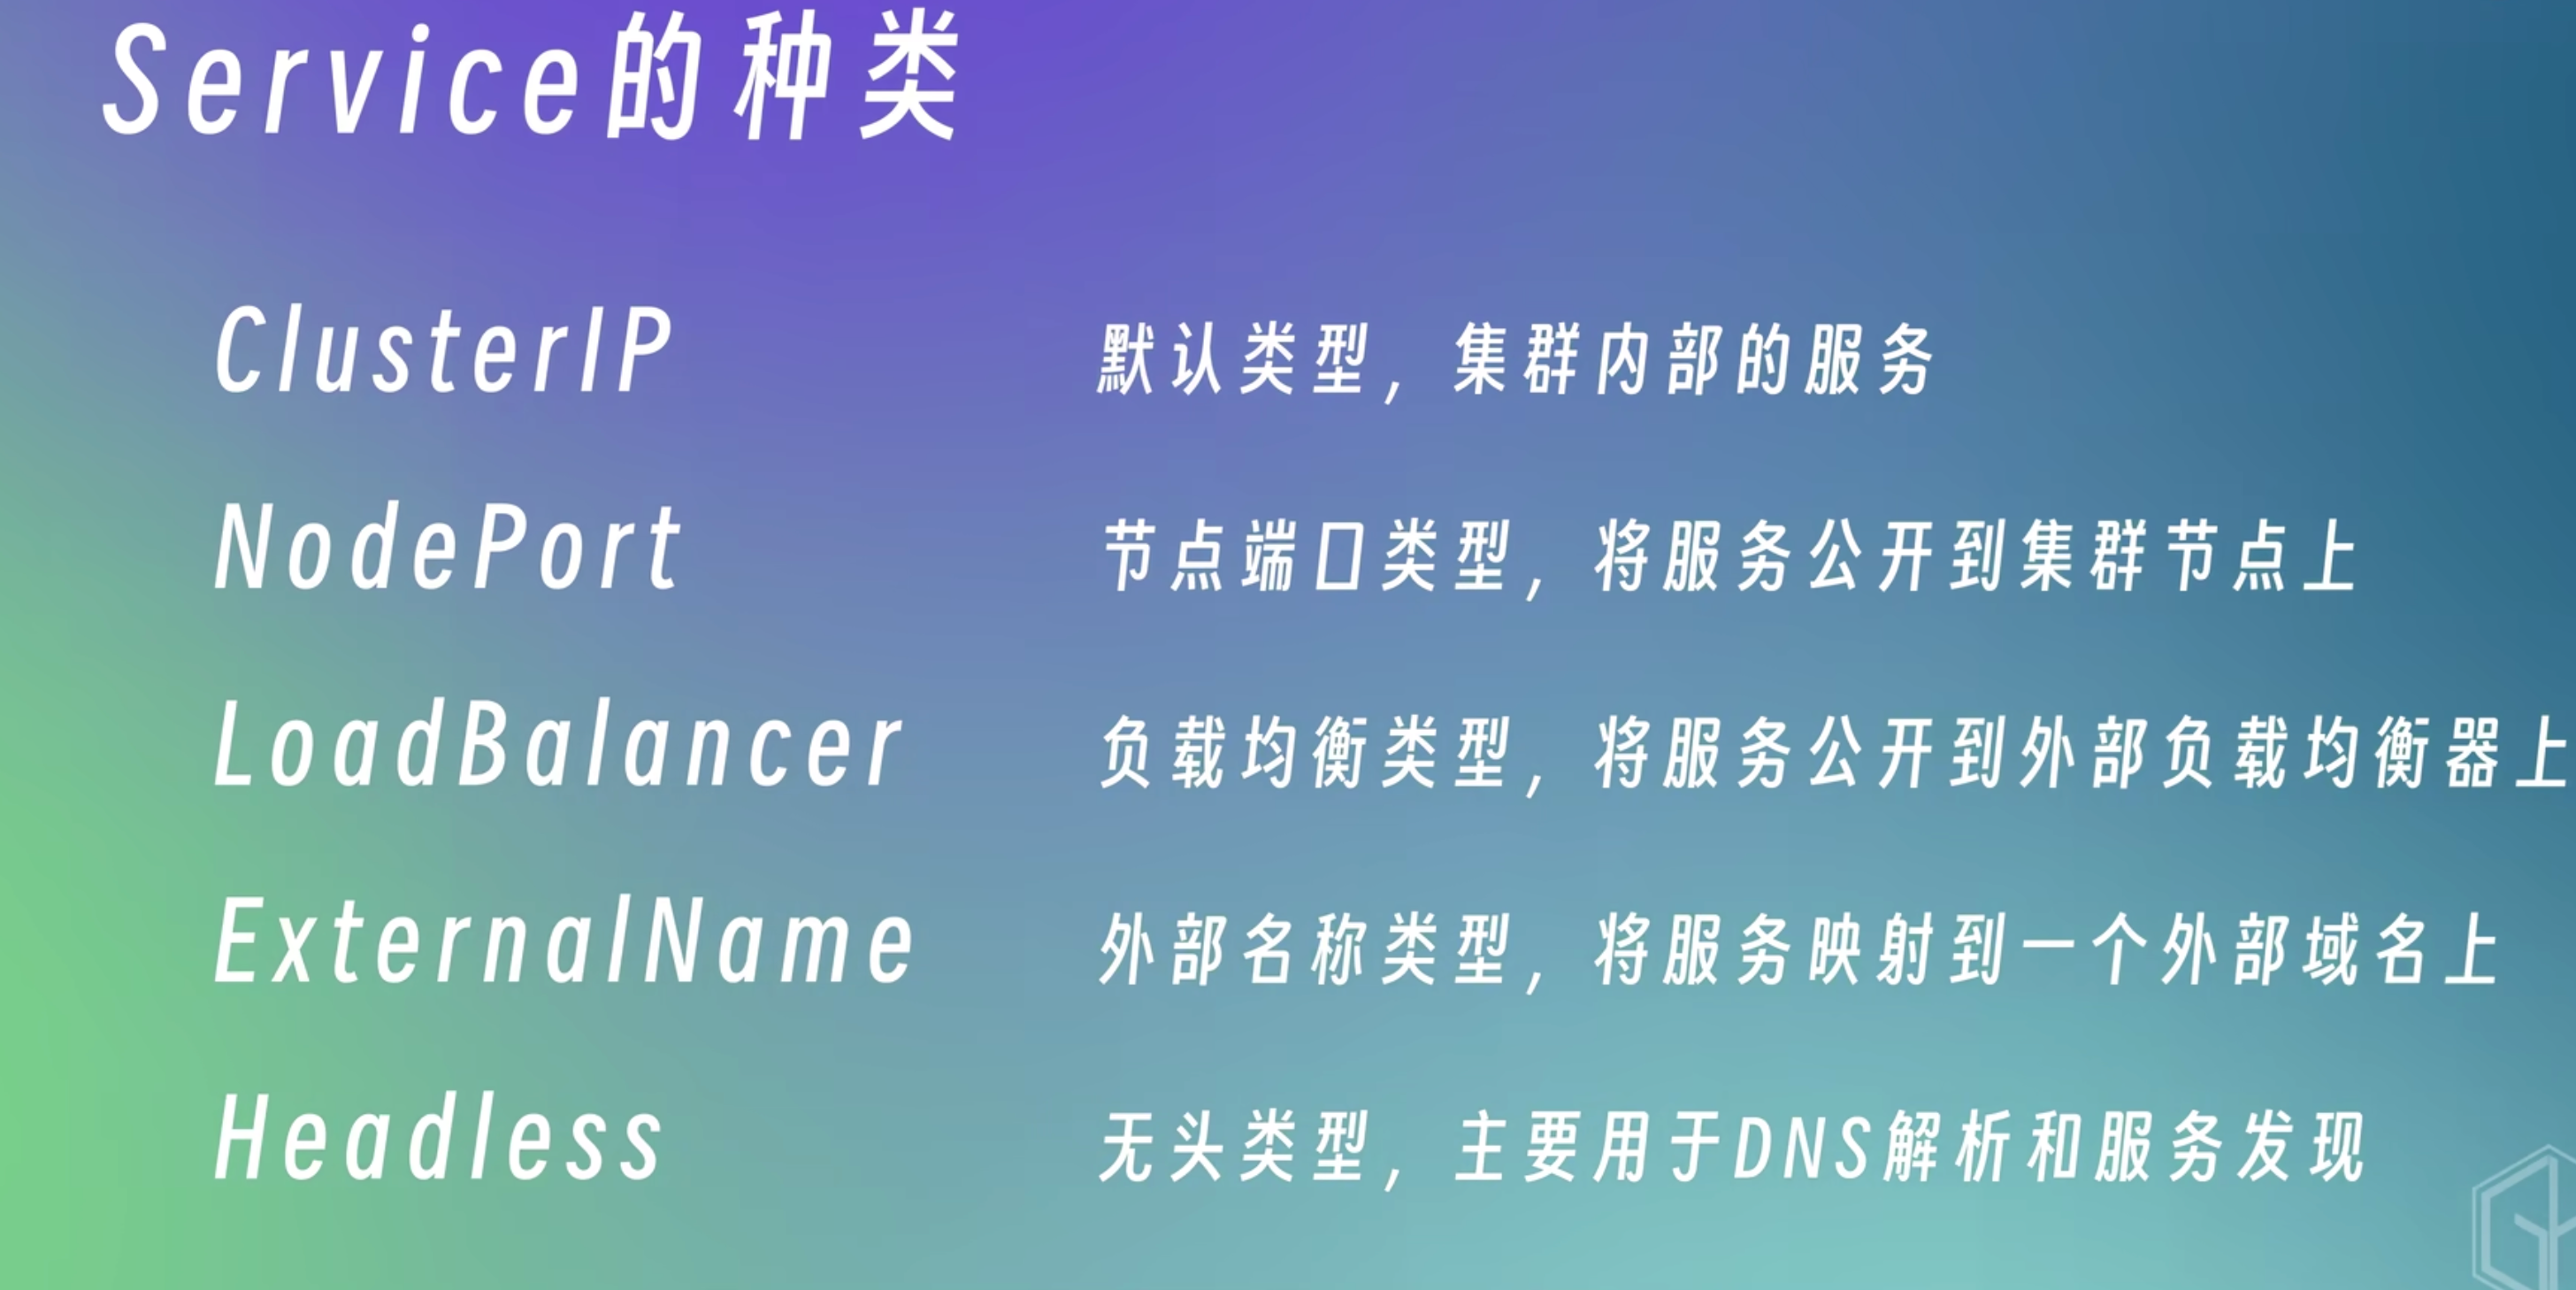 Service的种类
ClusterIP 默认类型，集群内部的服务
NodePort 节点端口类型，将服务公开到集群节点上
LoadBalancer 负载均衡类型，将服务公开到外部负载均衡器上
ExternalName 外部名称类型，将服务映射到一个外部域名上
Headless 无头类型，主要用于DNS解析和服务发现